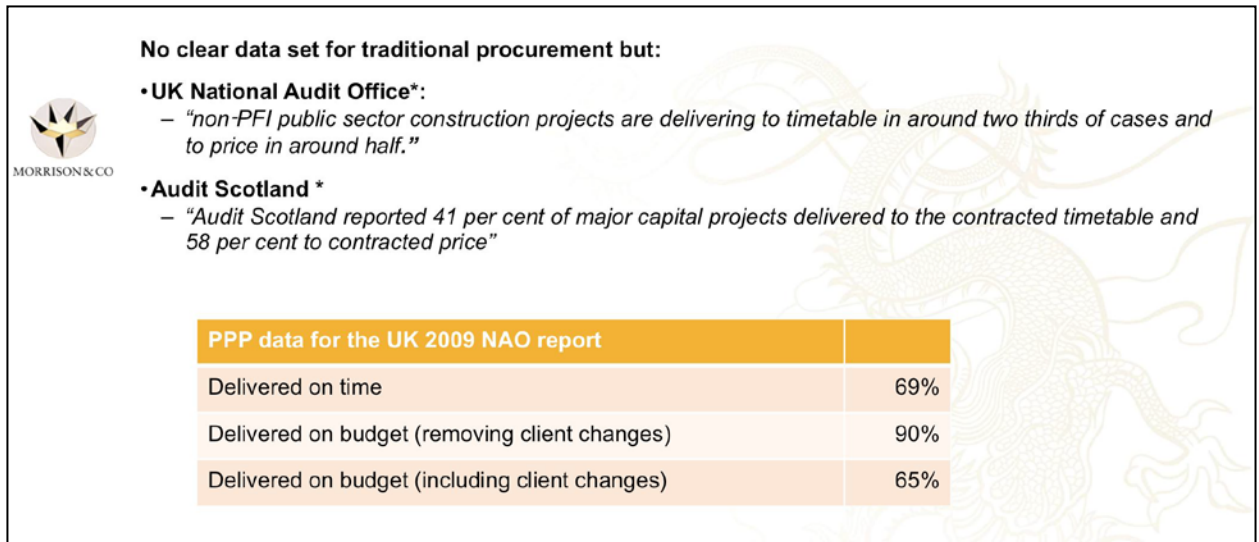 No clear data set for traditional procurement but:
•UK National Audit Office*:
– “non-PFI public sector construction projects are delivering to timetable in around two thirds of cases and
to price in around half.”
MORRISON & CO
•Audit Scotland *
– “Audit Scotland reported 41 per cent of major capital projects delivered to the contracted timetable and
58 per cent to contracted price”
PPP data for the UK 2009 NAO report
Delivered on time 69%
Delivered on budget (removing client changes) 90%
Delivered on budget (including client changes) 65%